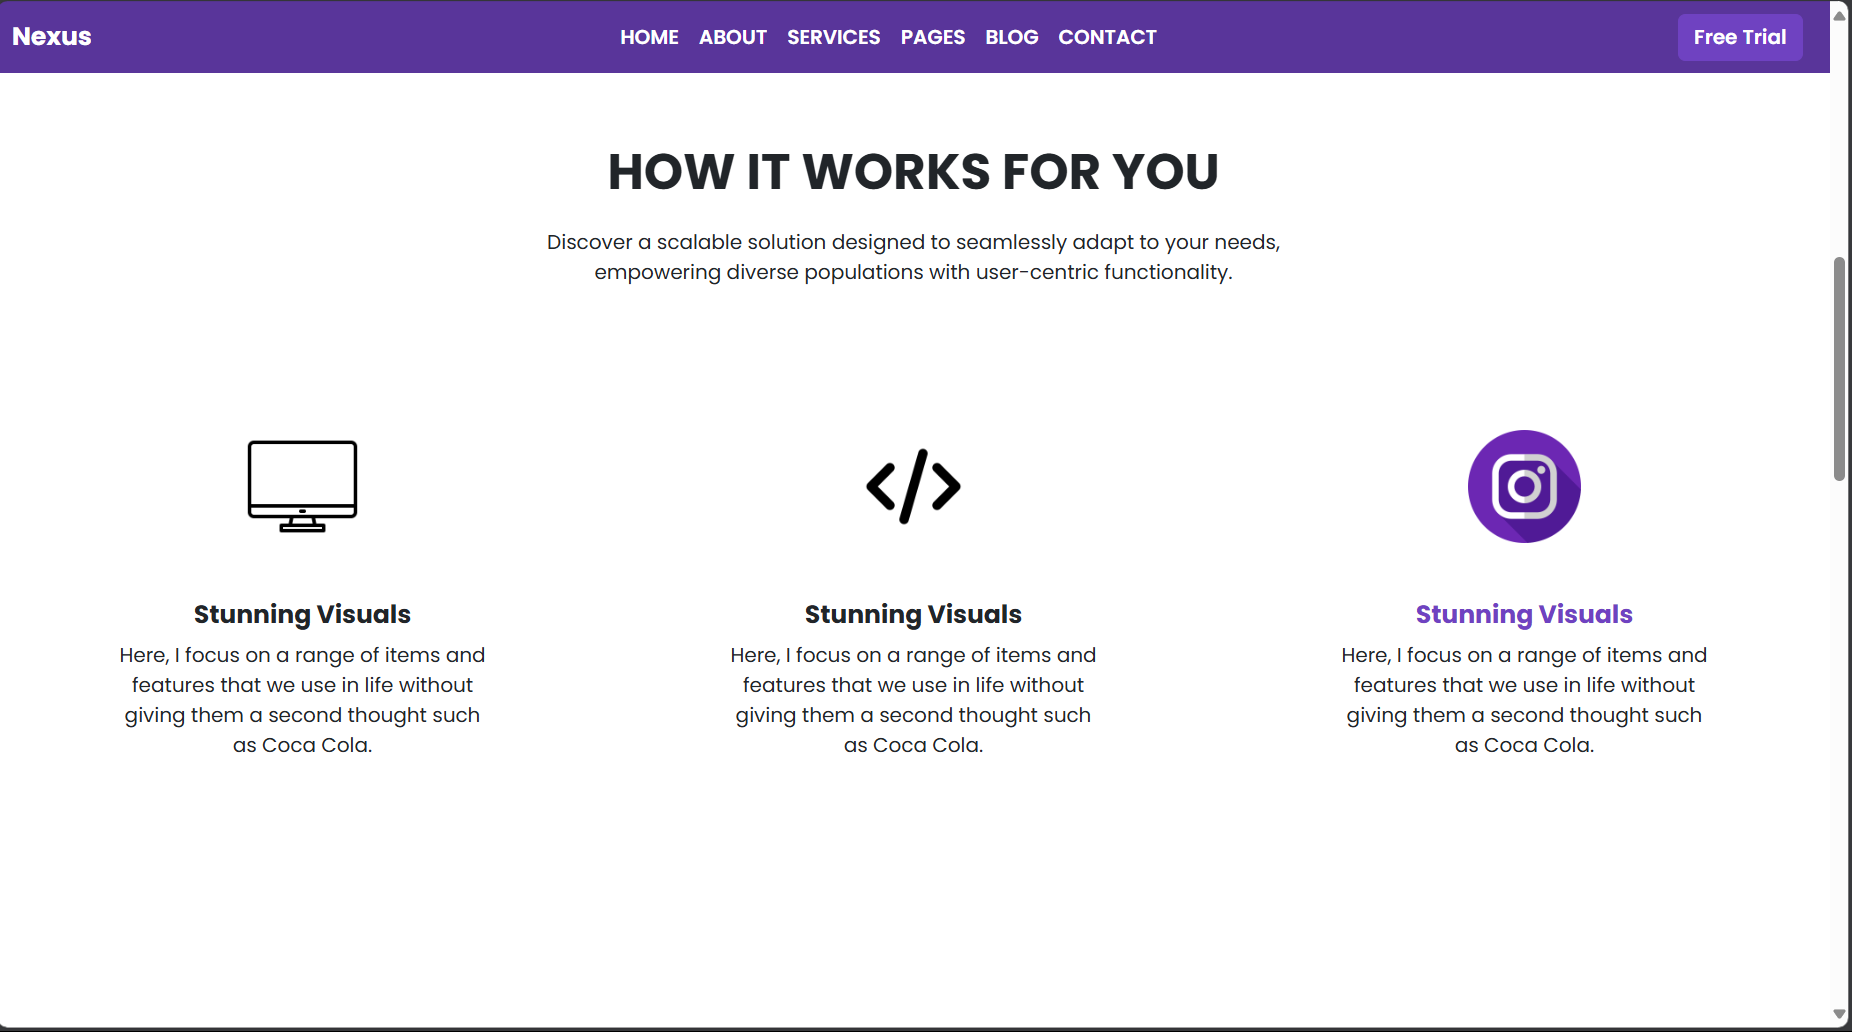 Nexus
HOME ABOUT SERVICES PAGES BLOG CONTACT
Free Trial
HOW IT WORKS FOR YOU
Discover a scalable solution designed to seamlessly adapt to your needs,
empowering diverse populations with user-centric functionality.
Stunning Visuals
Here, I focus on a range of items and
features that we use in life without
giving them a second thought such
as Coca Cola.
Stunning Visuals
Here, I focus on a range of items and
features that we use in life without
giving them a second thought such
as Coca Cola.
Stunning Visuals
Here, I focus on a range of items and
features that we use in life without
giving them a second thought such
as Coca Cola.